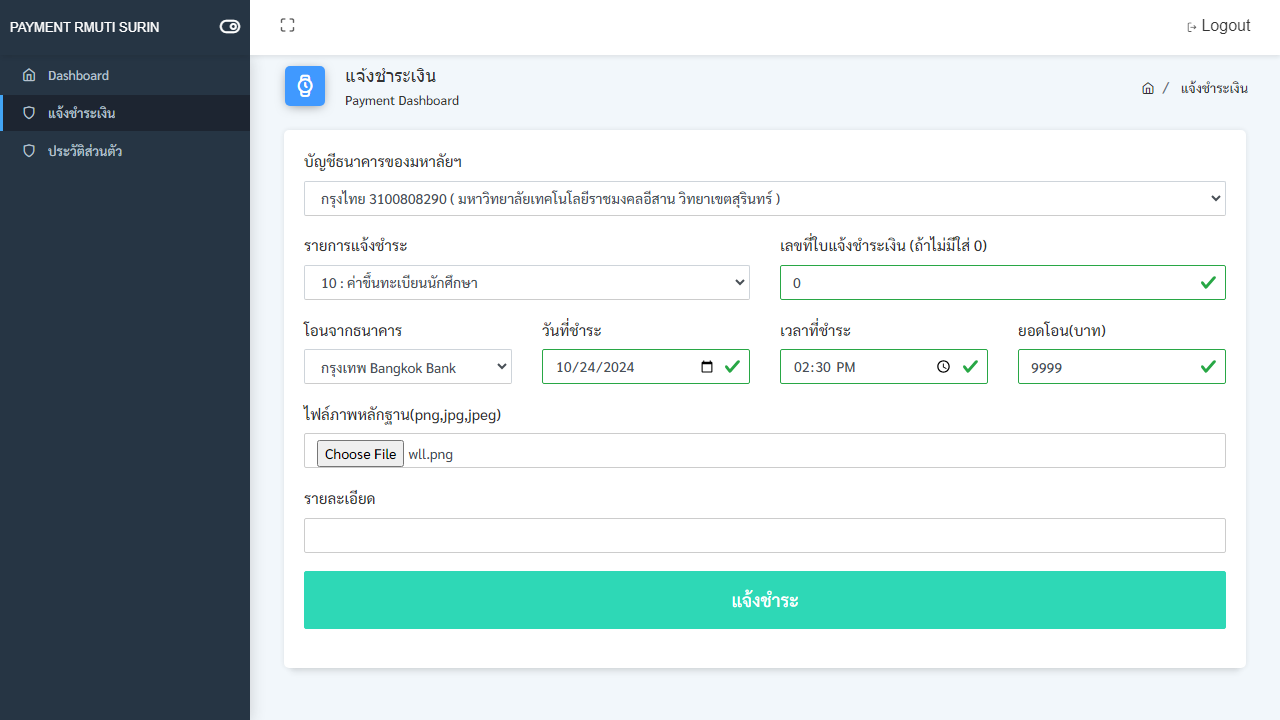 PAYMENT RMUTI SURIN
Logout
Dashboard
แจ้งชำระเงิน
ประวัติส่วนตัว
แจ้งชำระเงิน
Payment Dashboard
/ แจ้งชำระเงิน
บัญชีธนาคารของมหาลัยฯ
กรุงไทย 3100808290 ( มหาวิทยาลัยเทคโนโลยีราชมงคลอีสาน วิทยาเขตสุรินทร์ )
รายการแจ้งชำระ
เลขที่ใบแจ้งชำระเงิน (ถ้าไม่มีใส่ 0)
10 : ค่าขึ้นทะเบียนนักศึกษา
0
โอนจากธนาคาร
วันที่ชำระ
เวลาที่ชำระ
ยอดโอน(บาท)
กรุงเทพ Bangkok Bank
10/24/2024
02:30 PM
9999
ไฟล์ภาพหลักฐาน(png,jpg,jpeg)
Choose File wll.png
รายละเอียด
แจ้งชำระ